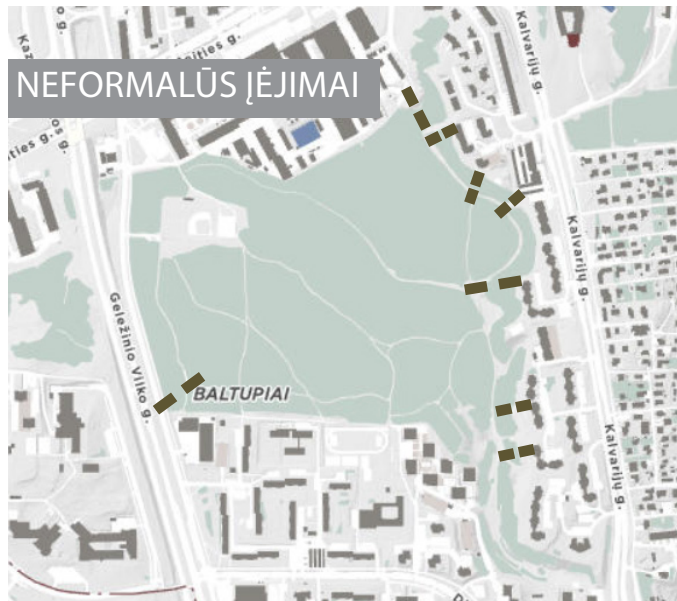 NEFORMALŪS ĮĖJIMAI
Kalvarijų g.
Kalvarijų g.
Geležinio Vilko g.
BALTUPIAI
Kalvarijų g.